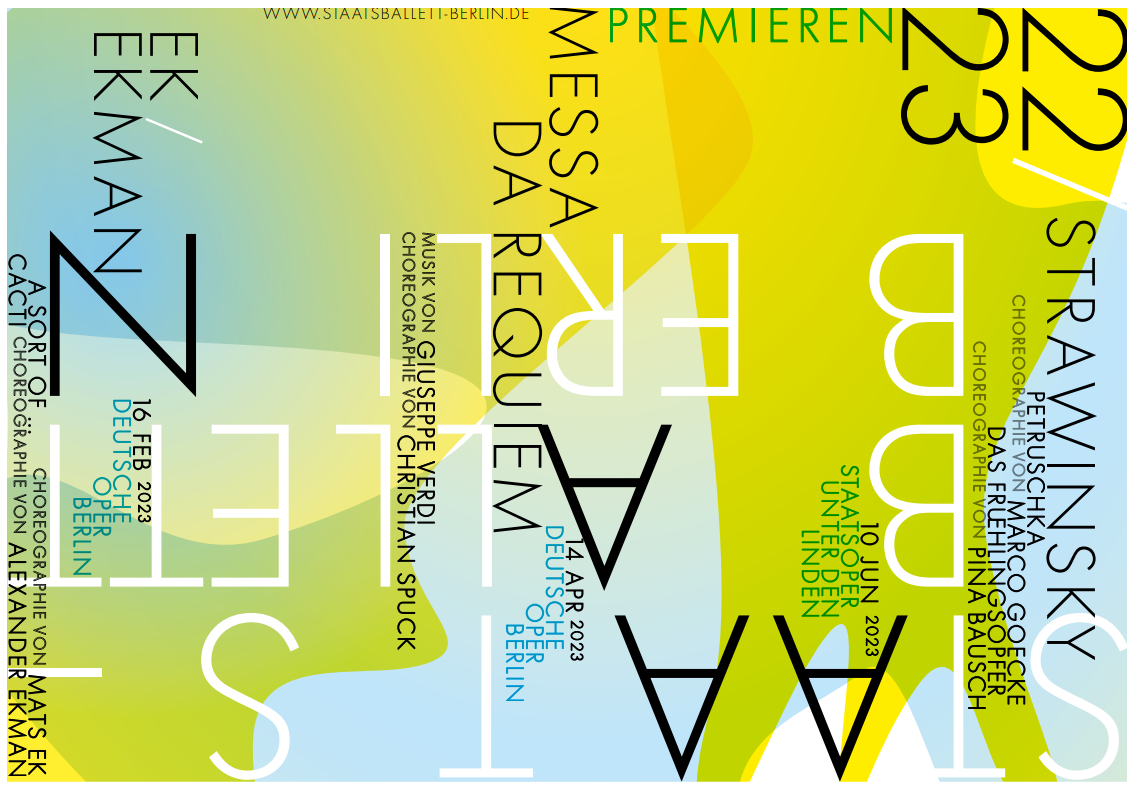 WWW.STAATSBALLETT-BERLIN.DE
PREMIEREN
22/
23
STAATS
BALLETT
BERLIN
EK/
EKMAN
A SORT OF ... CHOREOGRAPHIE VON MATS EK
CACTI CHOREOGRAPHIE VON ALEXANDER EKMAN
16 FEB 2023
DEUTSCHE
OPER
BERLIN
MESSA
DA REQUIEM
MUSIK VON GIUSEPPE VERDI
CHOREOGRAPHIE VON CHRISTIAN SPUCK
14 APR 2023
DEUTSCHE
OPER
BERLIN
STRAWINSKY
PETRUSCHKA
CHOREOGRAPHIE VON MARCO GOECKE
DAS FRLEHLINGSOPFER
CHOREOGRAPHIE VON PINA BAUSCH
10 JUN 2023
STAATSOPER
UNTER DEN
LINDEN